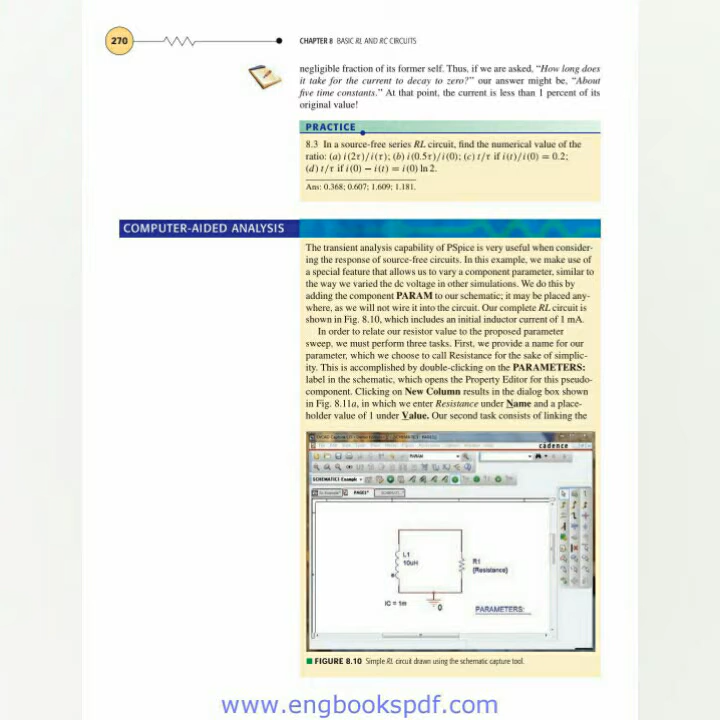 270
CHAPTER 8 BASIC RL AND RC CIRCUITS
negligible fraction of its former self. Thus, if we are asked, “How long does
it take for the current to decay to zero?” our answer might be, “About
five time constants.” At that point, the current is less than 1 percent of its
original value!
PRACTICE
8.3 In a source-free series RL circuit, find the numerical value of the
ratio: (a) i(2τ)/i(τ); (b) i(0.5τ)/i(0); (c) t/τ if i(t)/i(0) = 0.2;
(d) t/τ if i(0) − i(t) = i(0) ln 2.
Ans: 0.368; 0.607; 1.609; 1.181.
COMPUTER-AIDED ANALYSIS
The transient analysis capability of PSpice is very useful when consider-
ing the response of source-free circuits. In this example, we make use of
a special feature that allows us to vary a component parameter, similar to
the way we varied the dc voltage in other simulations. We do this by
adding the component PARAM to our schematic; it may be placed any-
where, as we will not wire it into the circuit. Our complete RL circuit is
shown in Fig. 8.10, which includes an initial inductor current of 1 mA.
In order to relate our resistor value to the proposed parameter
sweep, we must perform three tasks. First, we provide a name for our
parameter, which we choose to call Resistance for the sake of simplic-
ity. This is accomplished by double-clicking on the PARAMETERS:
label in the schematic, which opens the Property Editor for this pseudo-
component. Clicking on New Column results in the dialog box shown
in Fig. 8.11a, in which we enter Resistance under Name and a place-
holder value of 1 under Value. Our second task consists of linking the
cadence
PARAM
SCHEMATIC1-Example
PAGE1*
L1
10uH
R1
{Resistance}
IC = 1m
0
PARAMETERS:
FIGURE 8.10 Simple RL circuit drawn using the schematic capture tool.
www.engbookspdf.com